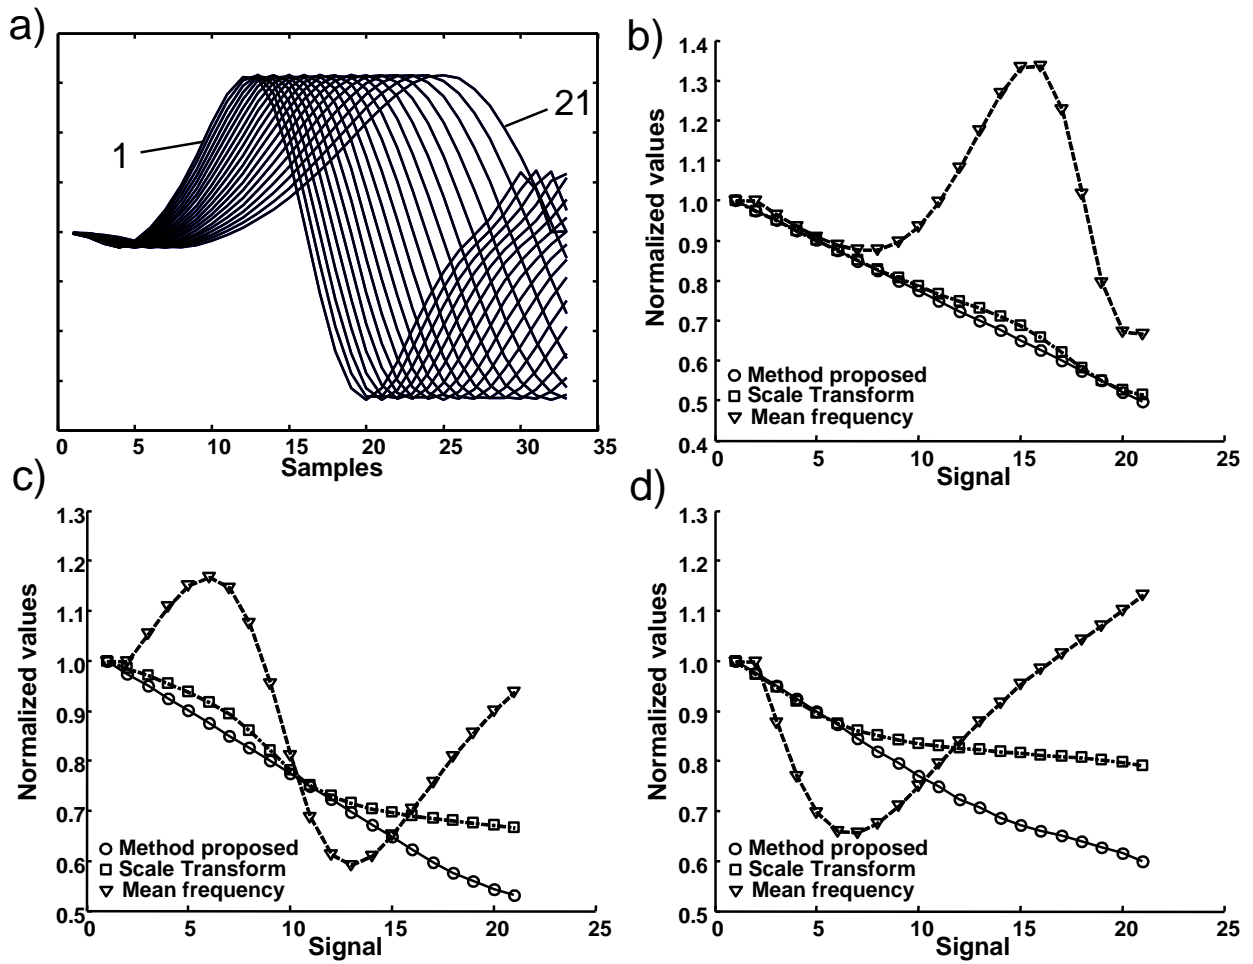 a)
1
21
0 5 10 15 20 25 30 35
Samples
b)
1.4
1.3
1.2
1.1
1.0
0.9
0.8
0.7
0.6
0.5
0.4
Normalized values
Method proposed
Scale Transform
Mean frequency
0 5 10 15 20 25
Signal
c)
1.3
1.2
1.1
1.0
0.9
0.8
0.7
0.6
0.5
Normalized values
Method proposed
Scale Transform
Mean frequency
0 5 10 15 20 25
Signal
d)
1.3
1.2
1.1
1.0
0.9
0.8
0.7
0.6
0.5
Normalized values
Method proposed
Scale Transform
Mean frequency
0 5 10 15 20 25
Signal